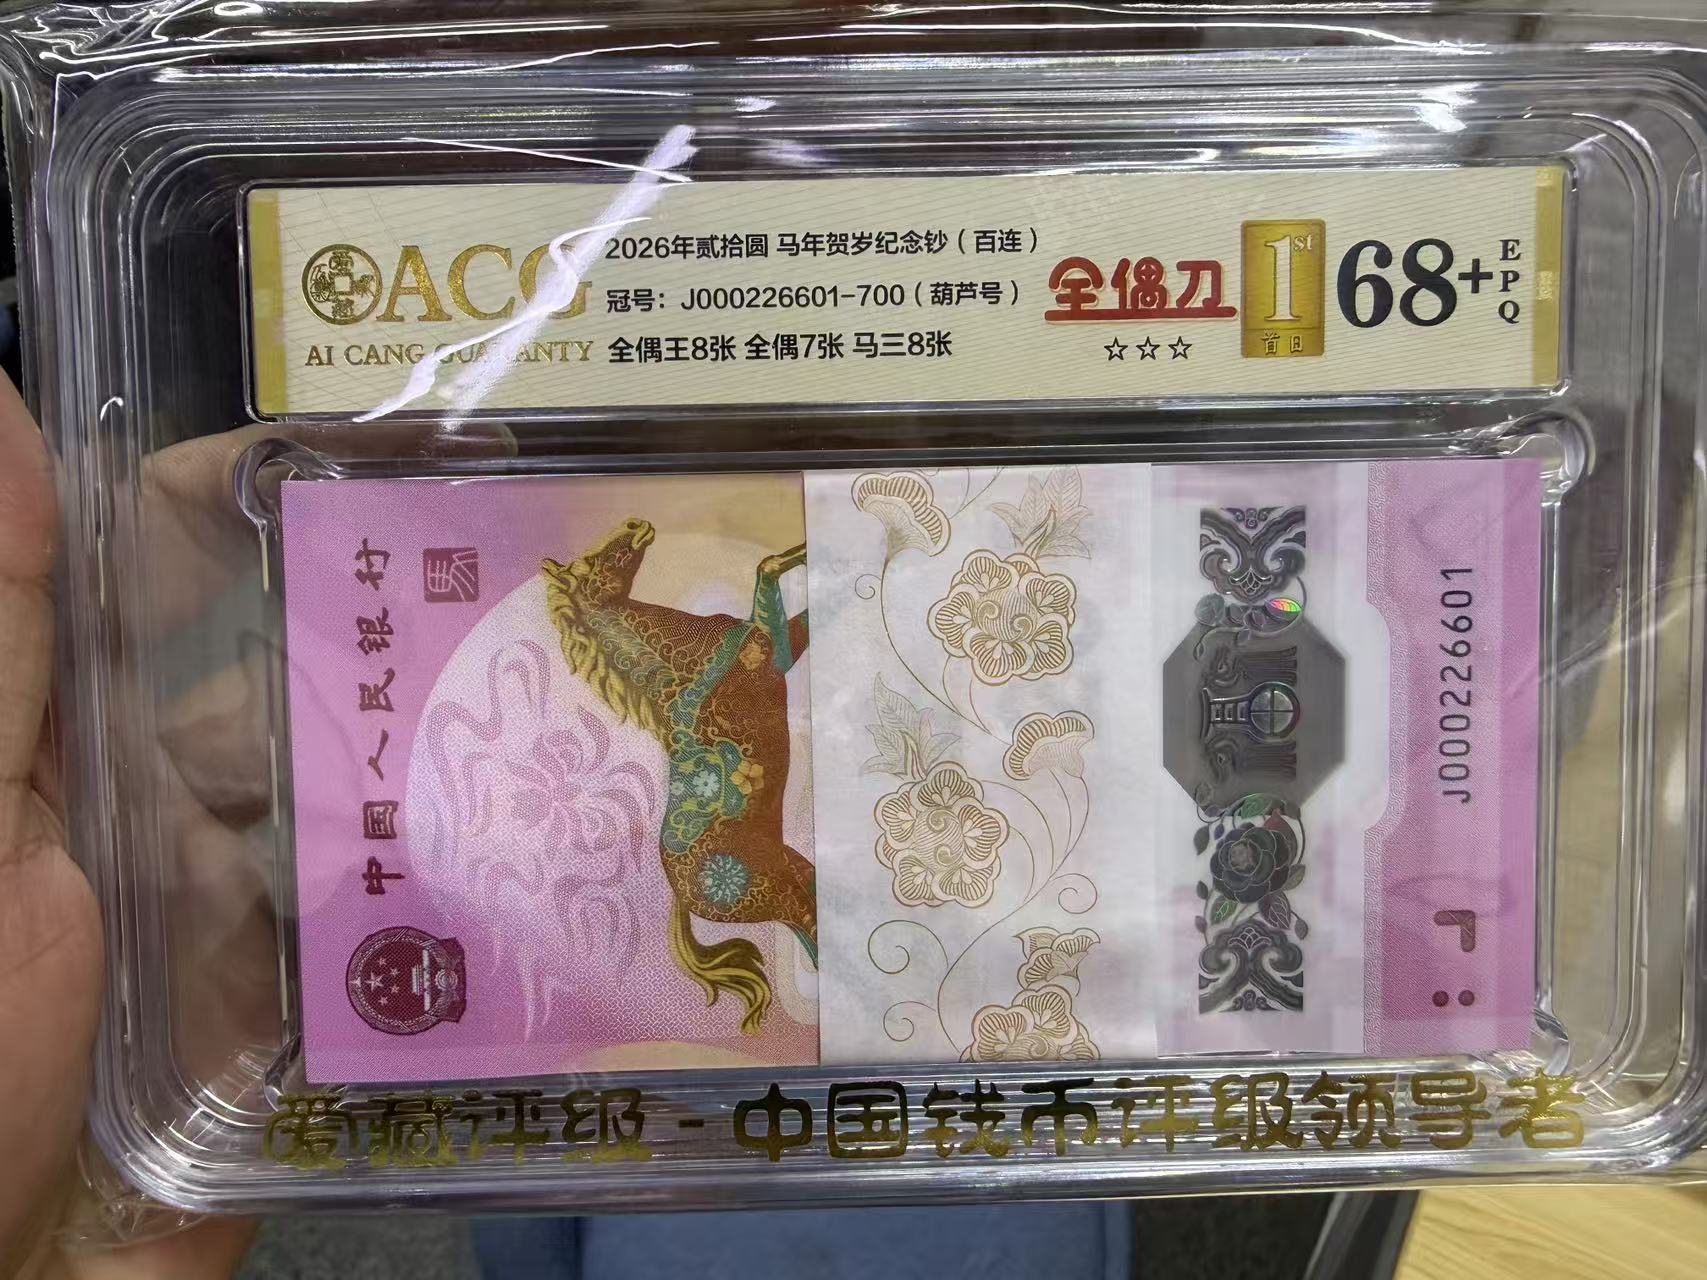 ACG
AI CANG GUARANTY
2026年贰拾圆 马年贺岁纪念钞（百连）
冠号：J000226601-700（葫芦号）
全偶王8张 全偶7张 马三8张
全偶刀
☆☆☆
1st
首日
68+
EPQ
中国人民银行
J000226601
爱藏评级-中国钱币评级领导者